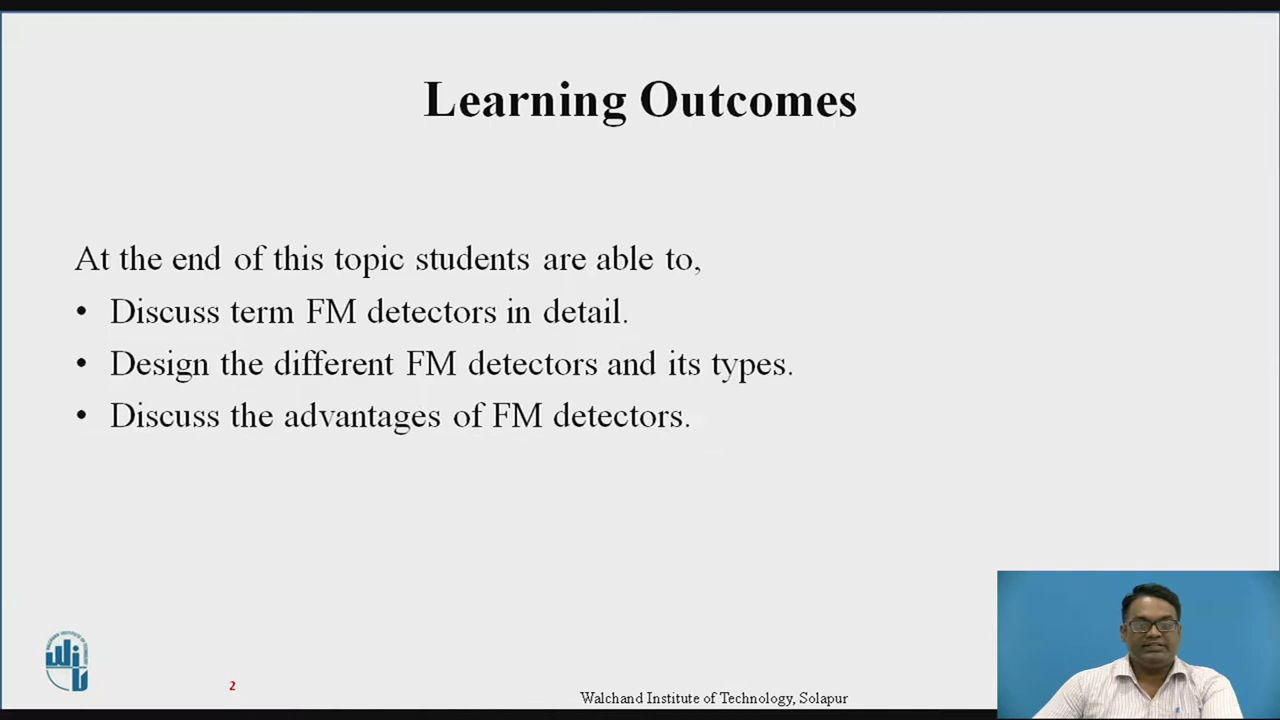 Learning Outcomes
At the end of this topic students are able to,
• Discuss term FM detectors in detail.
• Design the different FM detectors and its types.
• Discuss the advantages of FM detectors.
2
Walchand Institute of Technology, Solapur